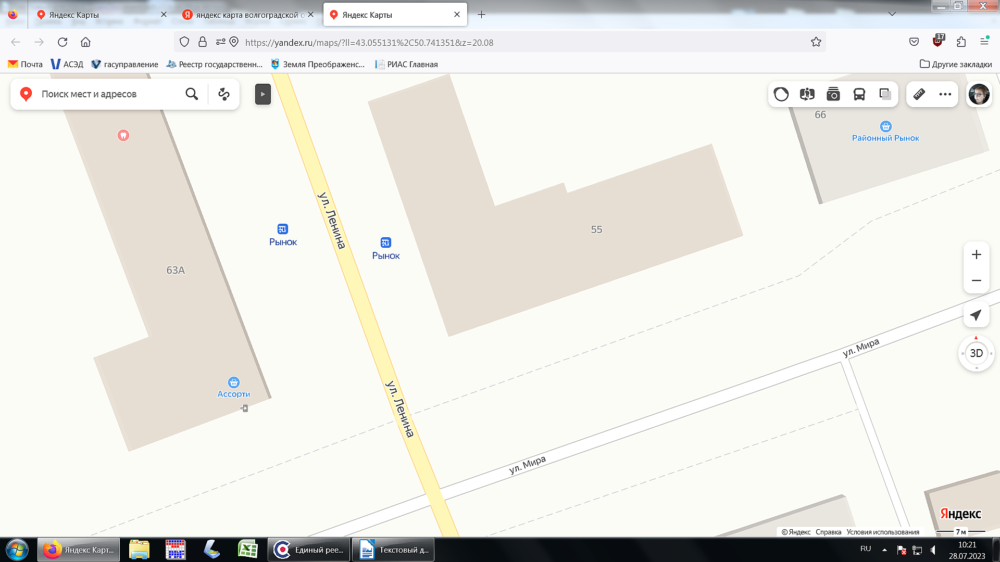 Яндекс Карты
яндекс карта волгоградской о
Яндекс Карты
https://yandex.ru/maps/?ll=43.055131%2C50.741351&z=20.08
17
Почта
АСЭД
гасуправление
Реестр государственн...
Земля Преображенс...
РИАС Главная
Другие закладки
Поиск мест и адресов
66
Районный Рынок
ул. Ленина
55
Рынок
Рынок
63А
ул. Мира
3D
ул. Ленина
Ассорти
ул. Мира
Яндекс
© Яндекс Справка Условия использования
7 м
Яндекс Карт...
Единый рее...
Текстовый д...
RU
10:21
28.07.2023